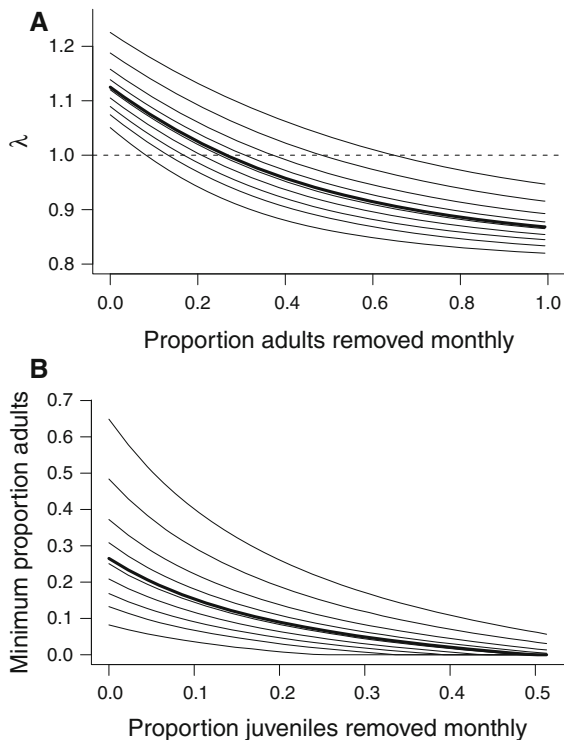 A
1.2
1.1
1.0
0.9
0.8
λ
0.0 0.2 0.4 0.6 0.8 1.0
Proportion adults removed monthly
B
0.7
0.6
0.5
0.4
0.3
0.2
0.1
0.0
Minimum proportion adults
0.0 0.1 0.2 0.3 0.4 0.5
Proportion juveniles removed monthly